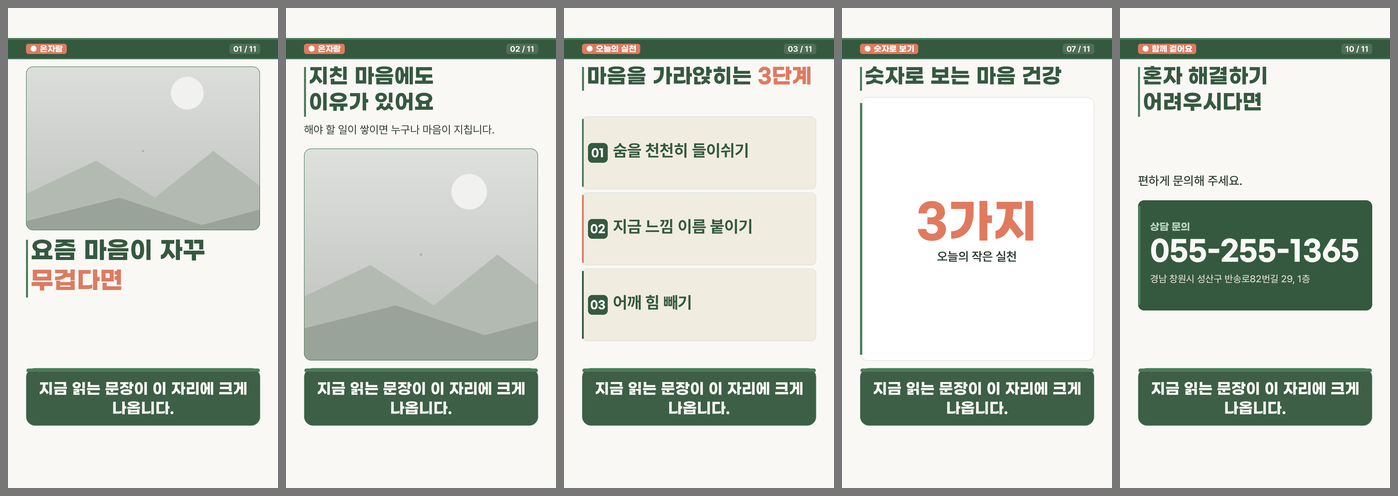 온자람
01 / 11
요즘 마음이 자꾸
무겁다면
지금 읽는 문장이 이 자리에 크게
나옵니다.
온자람
02 / 11
지친 마음에도
이유가 있어요
해야 할 일이 쌓이면 누구나 마음이 지칩니다.
지금 읽는 문장이 이 자리에 크게
나옵니다.
오늘의 실천
03 / 11
마음을 가라앉히는 3단계
01 숨을 천천히 들이쉬기
02 지금 느낌 이름 붙이기
03 어깨 힘 빼기
지금 읽는 문장이 이 자리에 크게
나옵니다.
숫자로 보기
07 / 11
숫자로 보는 마음 건강
3가지
오늘의 작은 실천
지금 읽는 문장이 이 자리에 크게
나옵니다.
함께 걸어요
10 / 11
혼자 해결하기
어려우시다면
편하게 문의해 주세요.
상담 문의
055-255-1365
경남 창원시 성산구 반송로82번길 29, 1층
지금 읽는 문장이 이 자리에 크게
나옵니다.